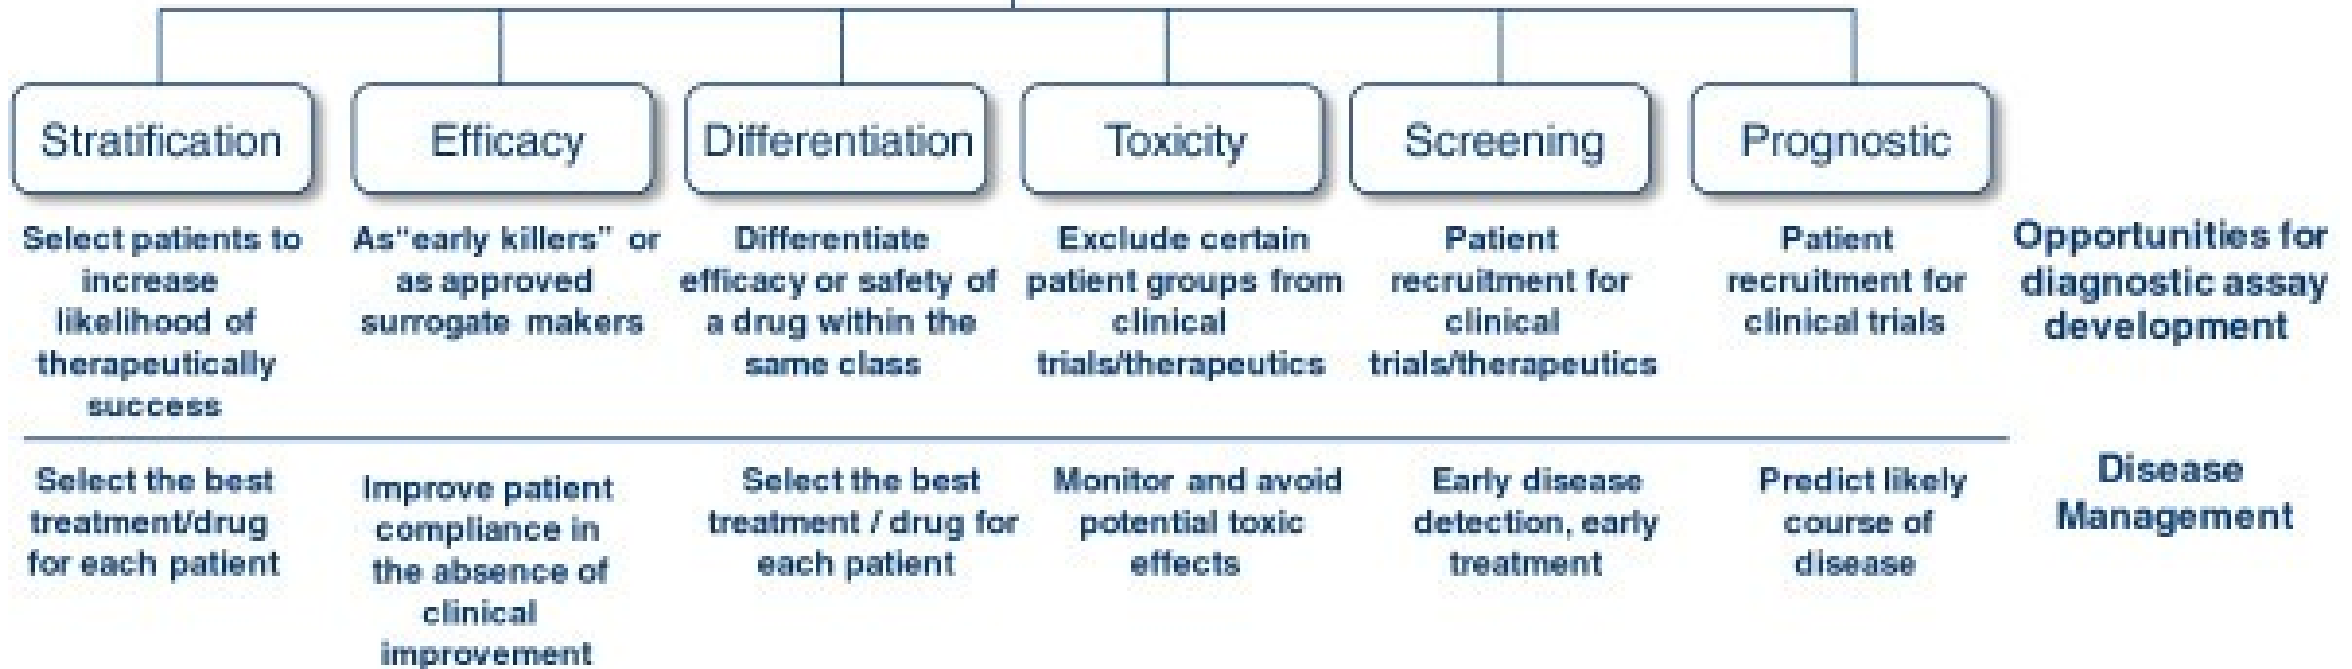 Stratification
Efficacy
Differentiation
Toxicity
Screening
Prognostic
Select patients to
increase
likelihood of
therapeutically
success
As"early killers" or
as approved
surrogate makers
Differentiate
efficacy or safety of
a drug within the
same class
Exclude certain
patient groups from
clinical
trials/therapeutics
Patient
recruitment for
clinical
trials/therapeutics
Patient
recruitment for
clinical trials
Opportunities for
diagnostic assay
development
Select the best
treatment/drug
for each patient
Improve patient
compliance in
the absence of
clinical
improvement
Select the best
treatment / drug for
each patient
Monitor and avoid
potential toxic
effects
Early disease
detection, early
treatment
Predict likely
course of
disease
Disease
Management